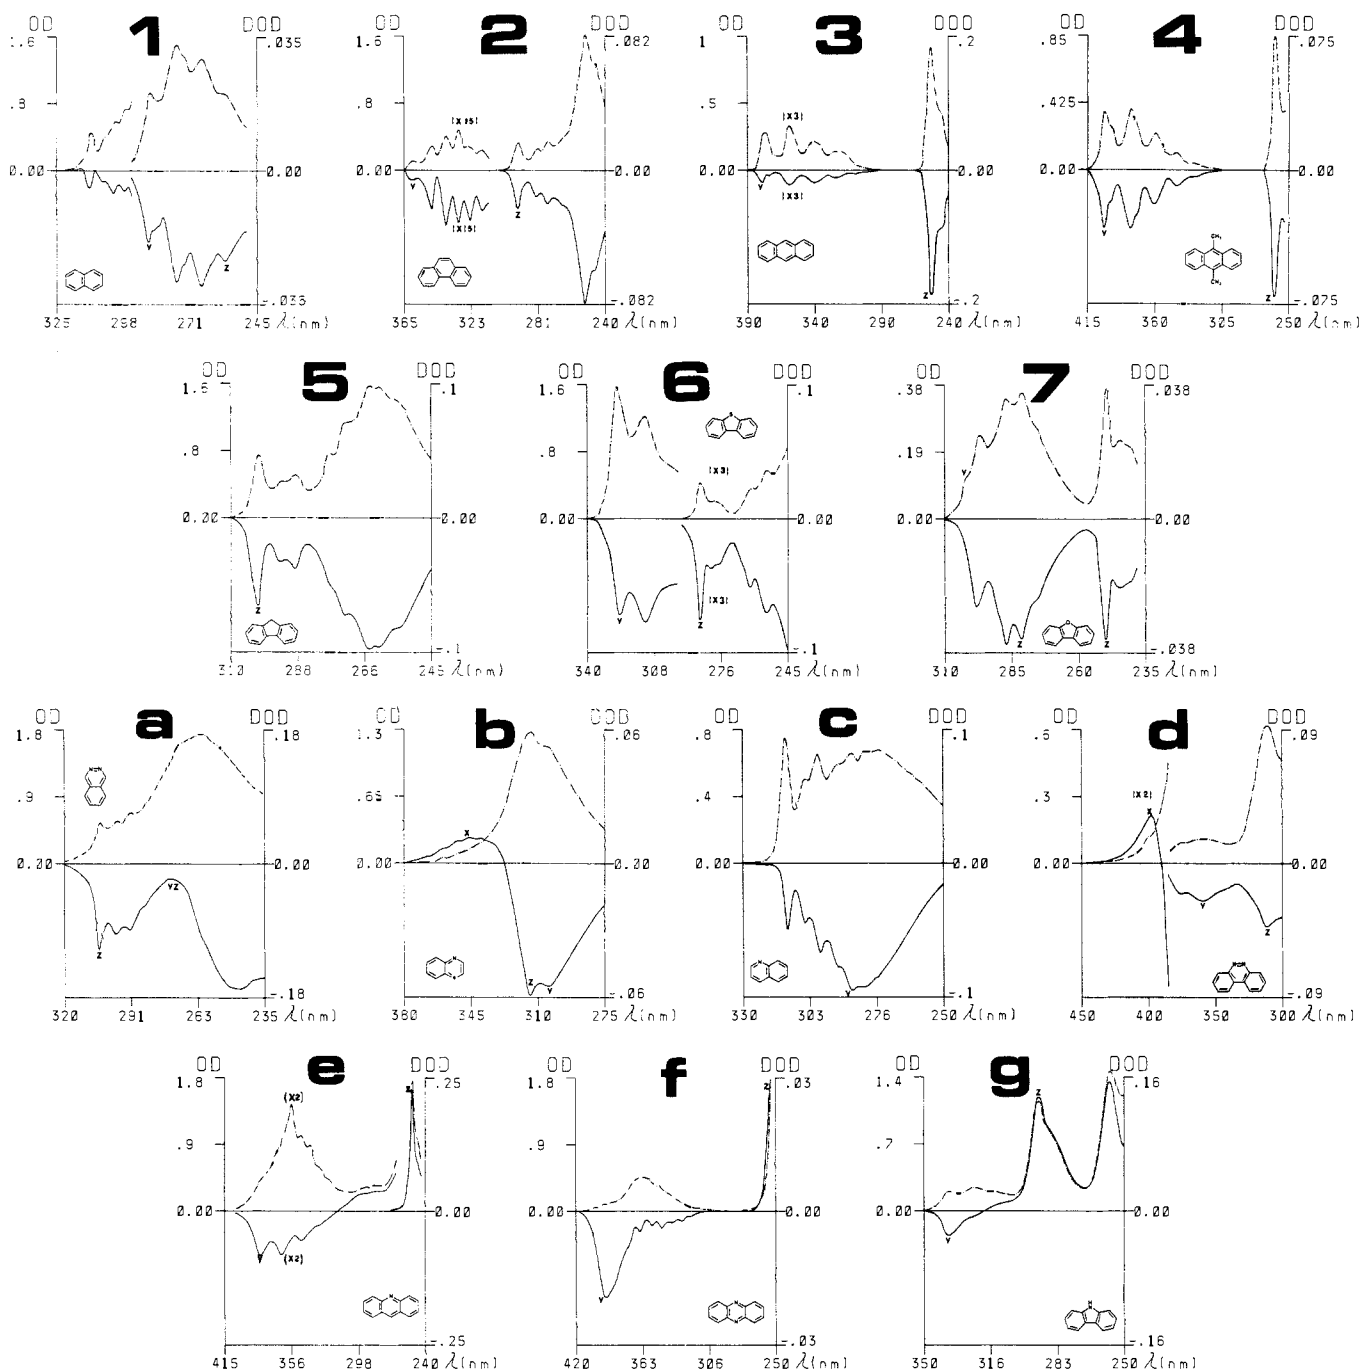 1
OD DOD
1.6 .035
.8
0.00 0.00
Y Z
-.035
325 298 271 245 λ(nm)
2
OD DOD
1.6 .082
.8
(X15)
0.00 0.00
Y Z
(X15)
-.082
365 323 281 240 λ(nm)
3
OD DOD
1 .2
.5
(X3)
0.00 0.00
Y
(X3)
Z
-.2
390 340 290 240 λ(nm)
4
OD DOD
.85 .075
.425
0.00 0.00
Y
CH₃
CH₃
Z
-.075
415 360 305 250 λ(nm)
5
OD DOD
1.6 .1
.8
0.00 0.00
Z
-.1
310 288 266 245 λ(nm)
6
OD DOD
1.6 .1
S
.8
(X3)
0.00 0.00
(X3)
Y Z
-.1
340 308 276 245 λ(nm)
7
OD DOD
.38 .038
.19
Y
0.00 0.00
O
Z Z
-.038
310 285 260 235 λ(nm)
a
OD DOD
1.8 .18
N=N
.9
0.00 0.00
YZ
Z
-.18
320 291 263 235 λ(nm)
b
OD DOD
1.3 .06
.65
X
0.00 0.00
N
N
Z Y
-.06
380 345 310 275 λ(nm)
c
OD DOD
.8 .1
.4
0.00 0.00
N
Y
-.1
330 303 276 250 λ(nm)
d
OD DOD
.6 .09
(X2)
.3
X
0.00 0.00
Y
Z
N=N
-.09
450 400 350 300 λ(nm)
e
OD DOD
1.8 .25
(X2)
Z
.9
0.00 0.00
Y
(X2)
N
-.25
415 356 298 240 λ(nm)
f
OD DOD
1.8 .03
Z
.9
0.00 0.00
Y
N
N
-.03
420 363 306 250 λ(nm)
g
OD DOD
1.4 .16
Z
.7
0.00 0.00
Y
H
N
-.16
350 316 283 250 λ(nm)